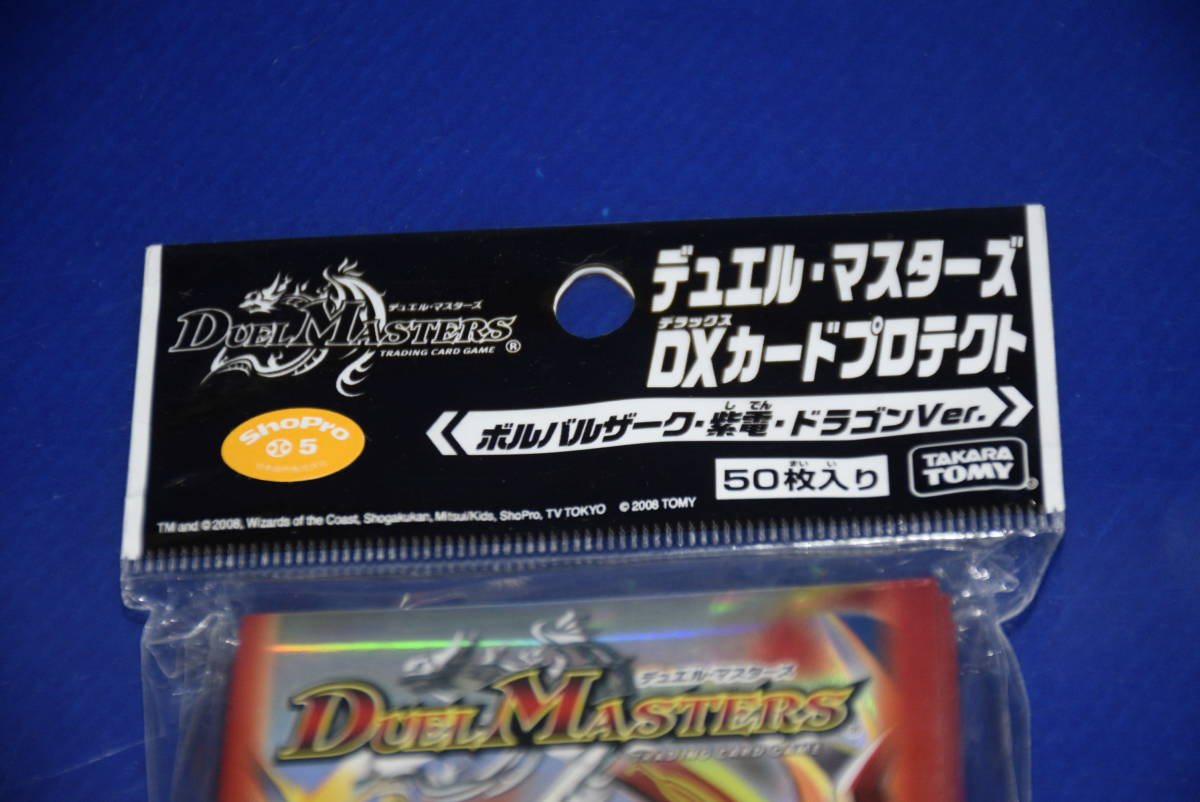 デュエル・マスターズ
DUEL MASTERS
TRADING CARD GAME ®
デュエル・マスターズ
デラックス
DXカードプロテクト
しでん
ボルバルザーク・紫電・ドラゴンVer.
まいい
50枚入り
TAKARA
TOMY ®
ShoPro
5
TM and © 2008, Wizards of the Coast, Shogakukan, Mitsui/Kids, ShoPro, TV TOKYO © 2008 TOMY
デュエル・マスターズ
DUEL MASTERS
TRADING CARD GAME